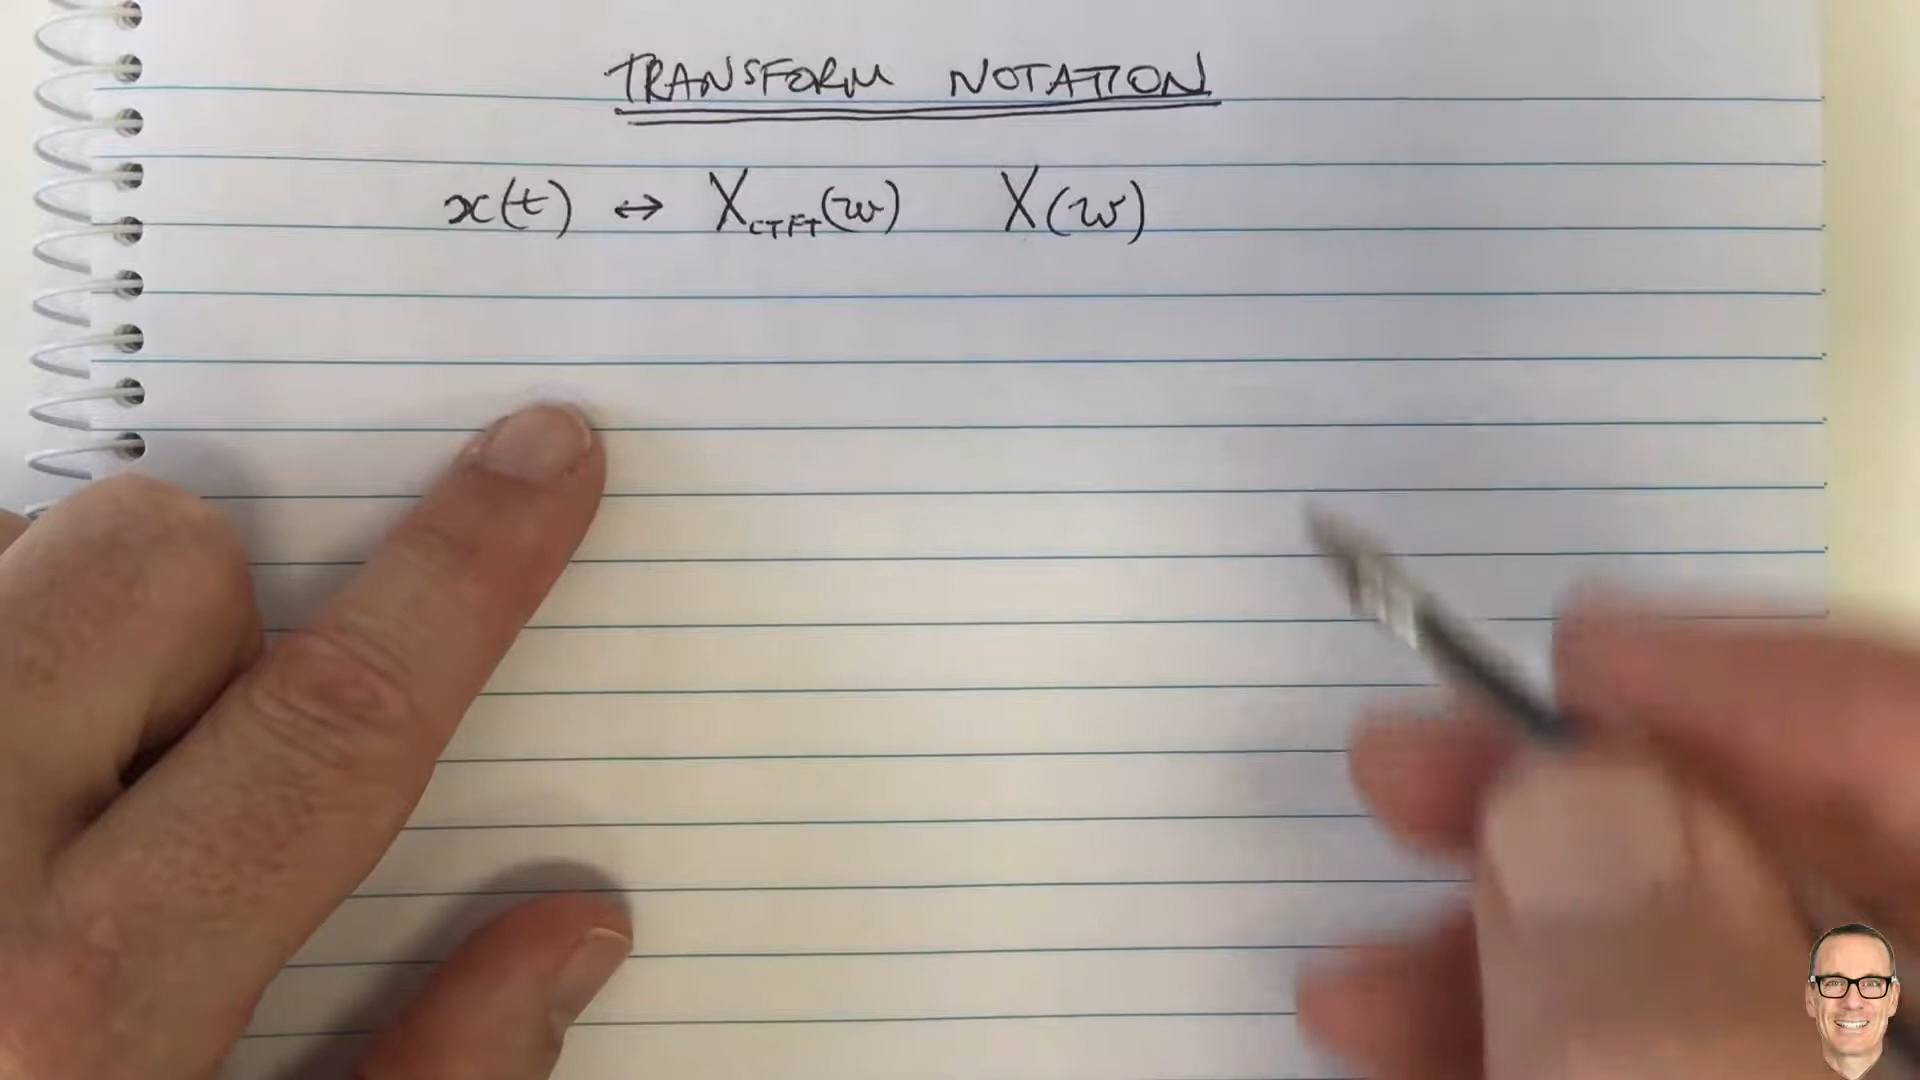 TRANSFORM NOTATION
x(t) ↔ X_CTFT(w) X(w)